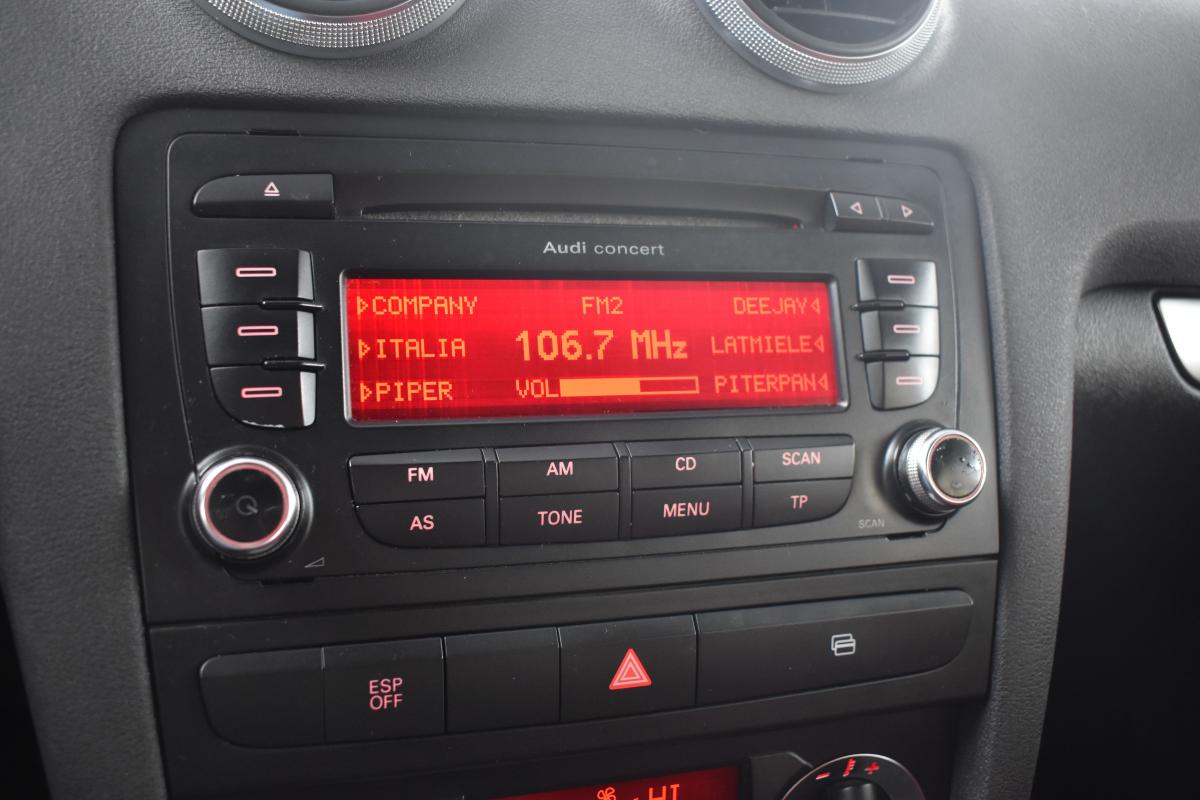 Audi concert
COMPANY FM2 DEEJAY
ITALIA 106.7 MHz LATMIELE
PIPER VOL PITERPAN
FM AM CD SCAN
AS TONE MENU TP
SCAN
ESP
OFF
HI